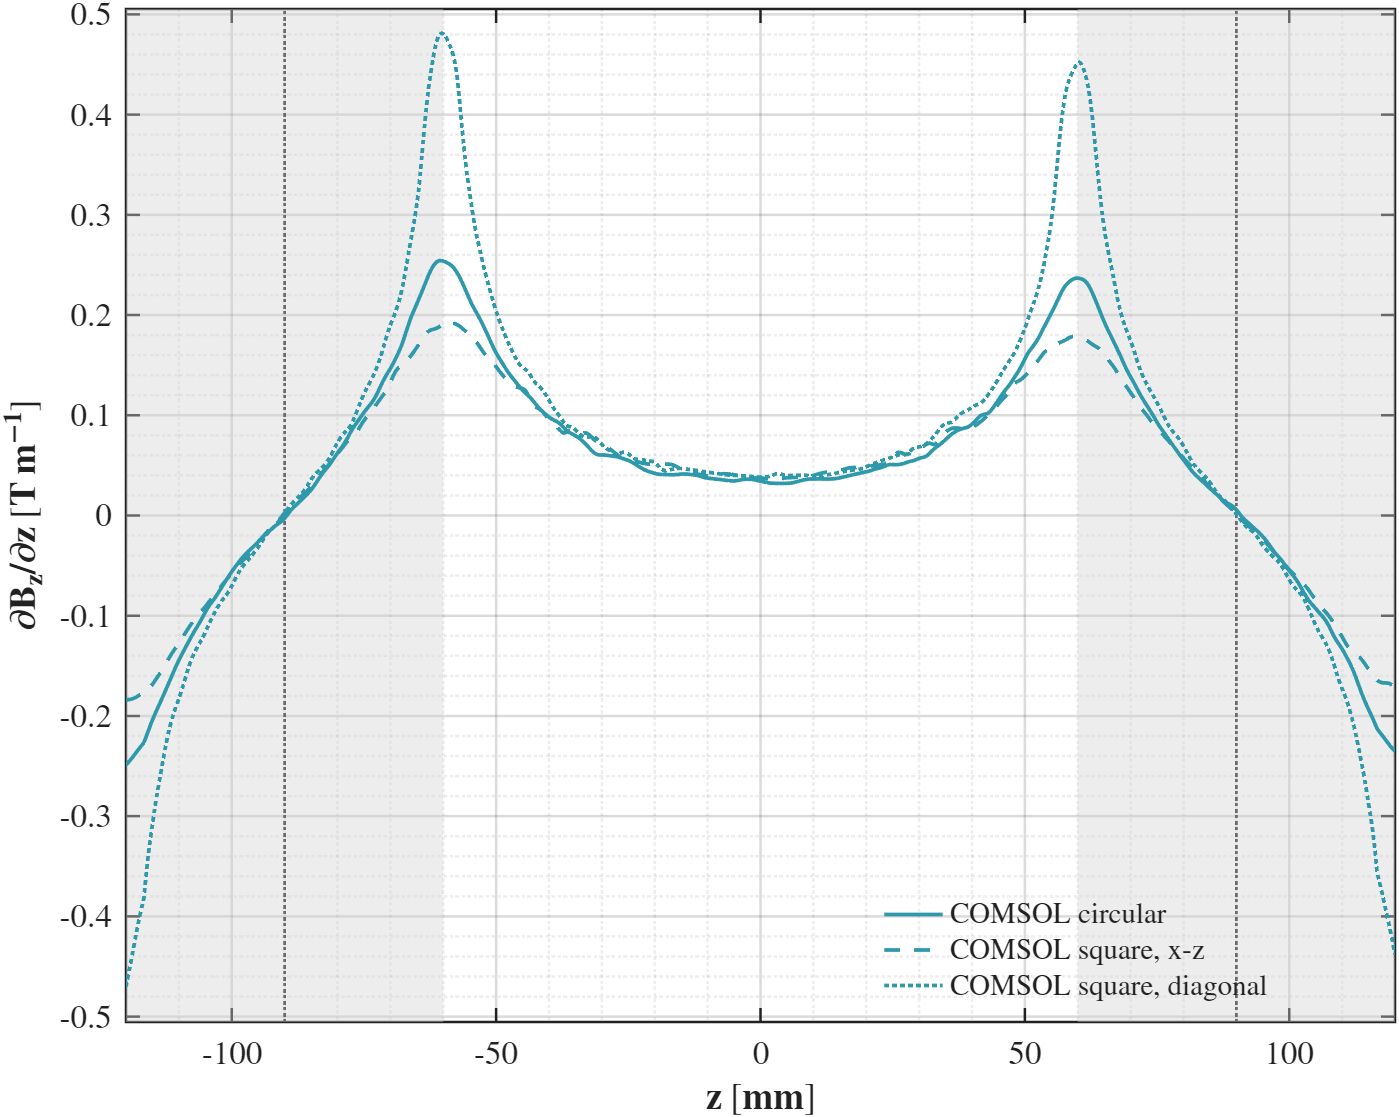 0.5
0.4
0.3
0.2
0.1
0
-0.1
-0.2
-0.3
-0.4
-0.5
∂Bz/∂z [T m−1]
COMSOL circular
COMSOL square, x-z
COMSOL square, diagonal
-100 -50 0 50 100
z [mm]